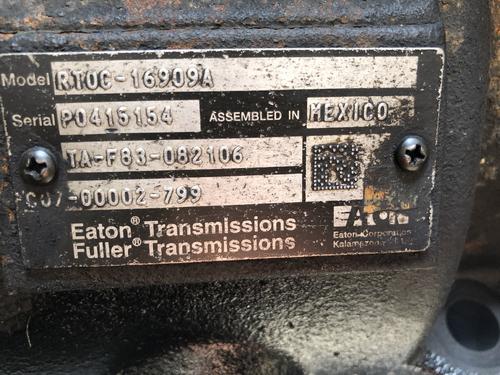 Model RTOC-16909A
Serial P0415154 ASSEMBLED IN MEXICO
TA-F83-082106
C07-00002-799
Eaton® Transmissions
Fuller® Transmissions
EATON
Eaton Corporation
Kalamazoo